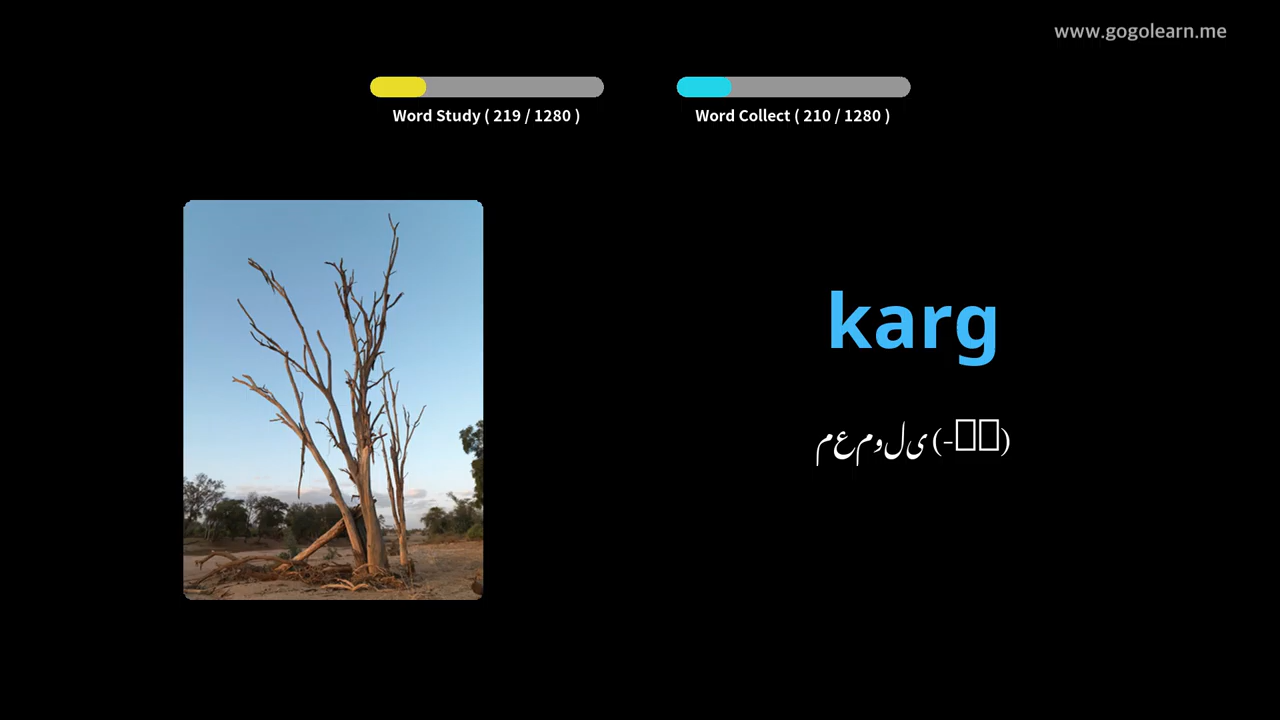 www.gogolearn.me
Word Study ( 219 / 1280 )
Word Collect ( 210 / 1280 )
karg
معمولی (-)